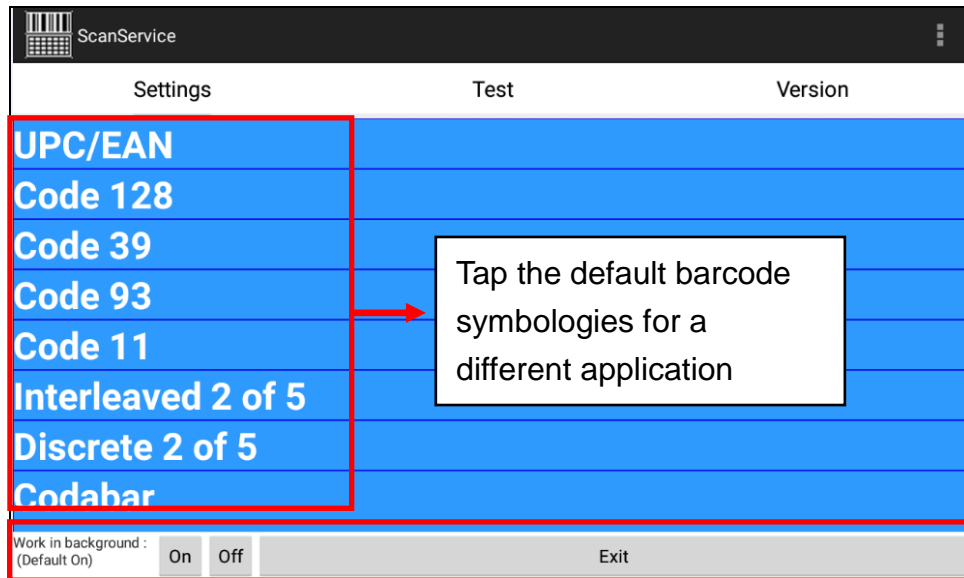 ScanService
Settings Test Version
UPC/EAN
Code 128
Code 39
Code 93
Code 11
Interleaved 2 of 5
Discrete 2 of 5
Codabar
Tap the default barcode
symbologies for a
different application
Work in background :
(Default On)
On Off Exit